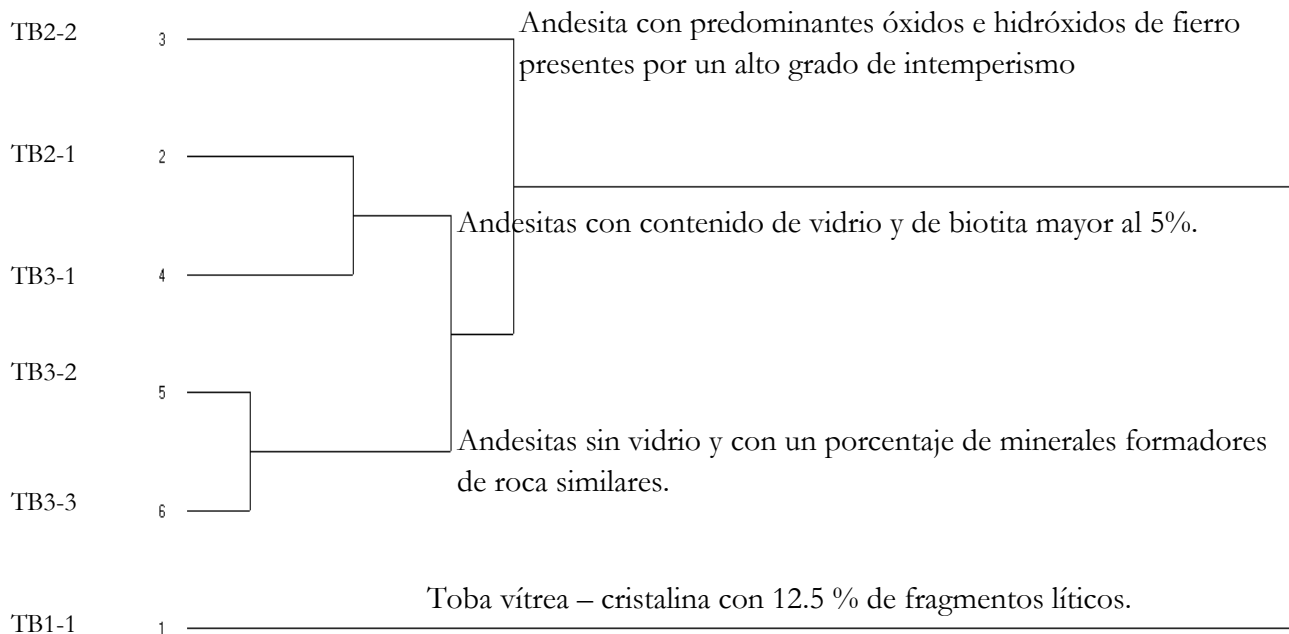 TB2-2 3 Andesita con predominantes óxidos e hidróxidos de fierro
presentes por un alto grado de intemperismo
TB2-1 2
Andesitas con contenido de vidrio y de biotita mayor al 5%.
TB3-1 4
TB3-2 5
Andesitas sin vidrio y con un porcentaje de minerales formadores
de roca similares.
TB3-3 6
Toba vítrea – cristalina con 12.5 % de fragmentos líticos.
TB1-1 1